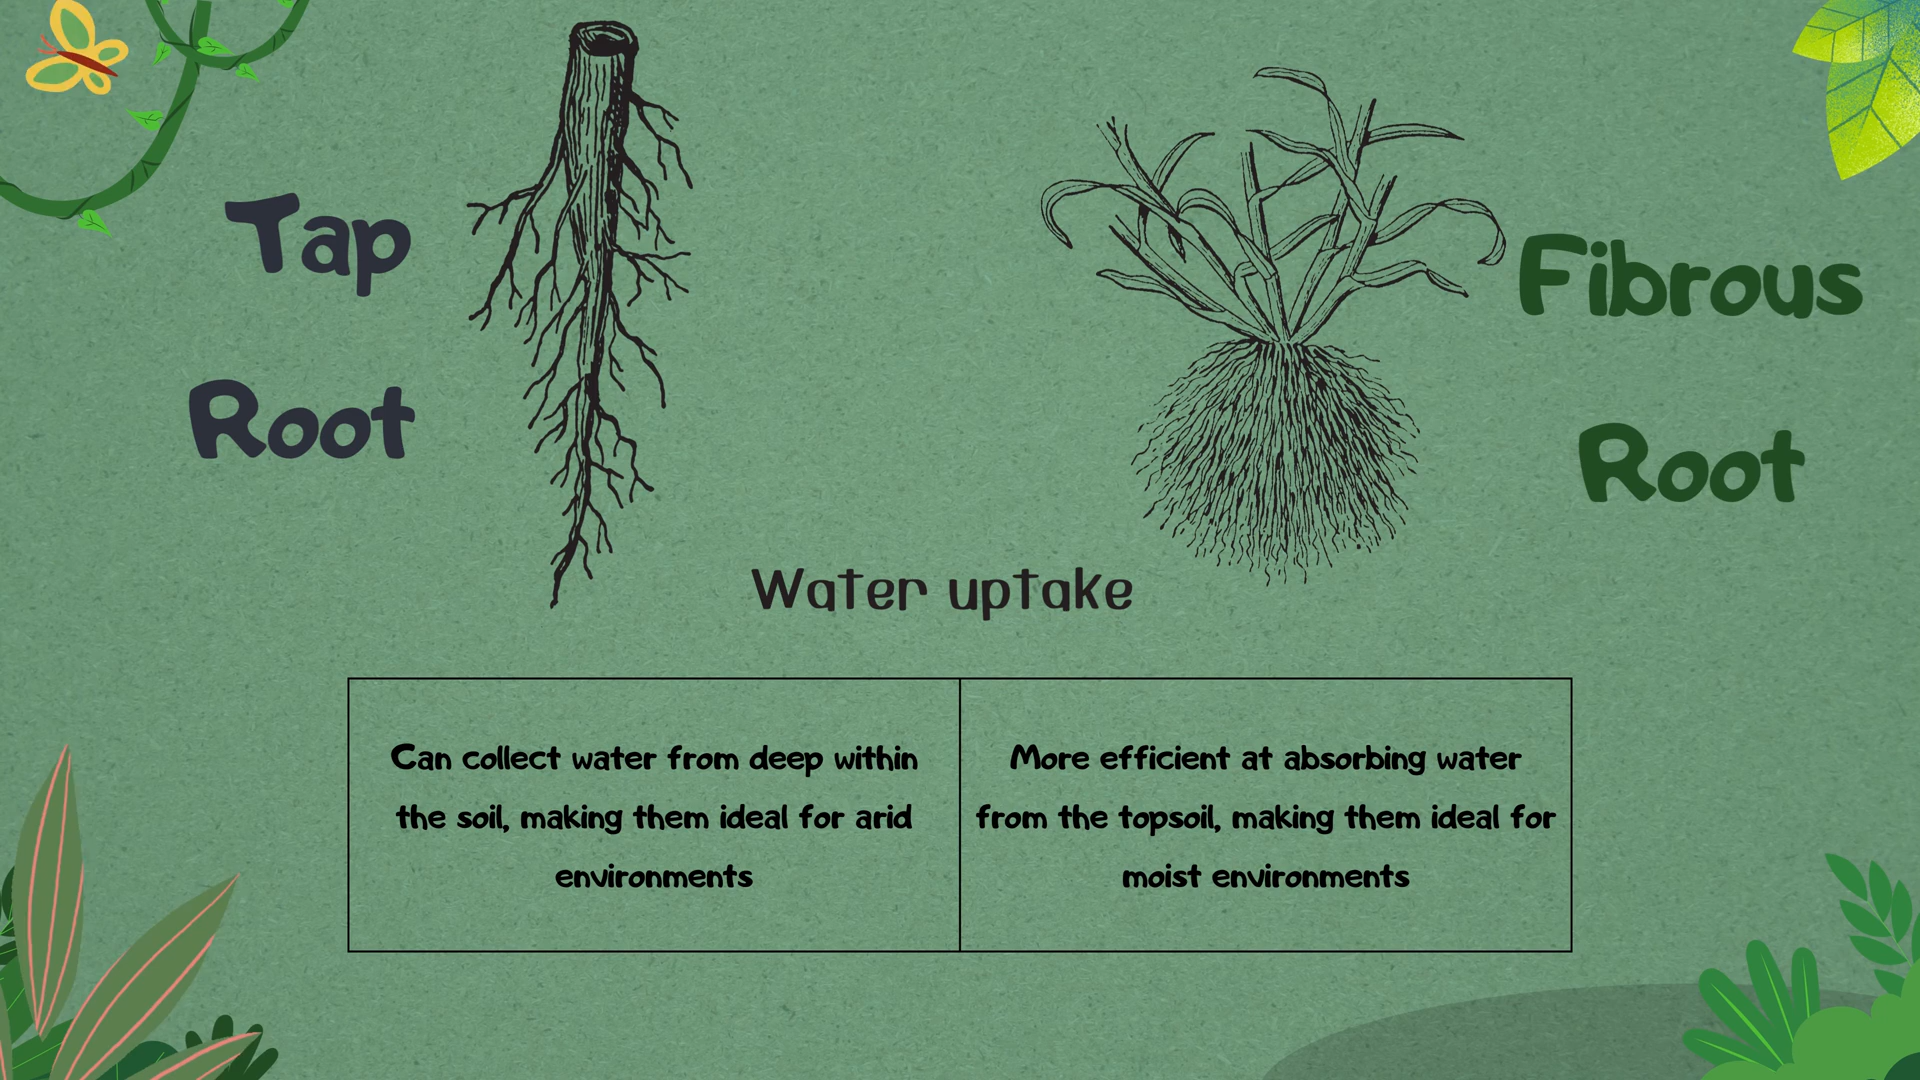 Tap
Root
Fibrous
Root
Water uptake
Can collect water from deep within
the soil, making them ideal for arid
environments
More efficient at absorbing water
from the topsoil, making them ideal for
moist environments